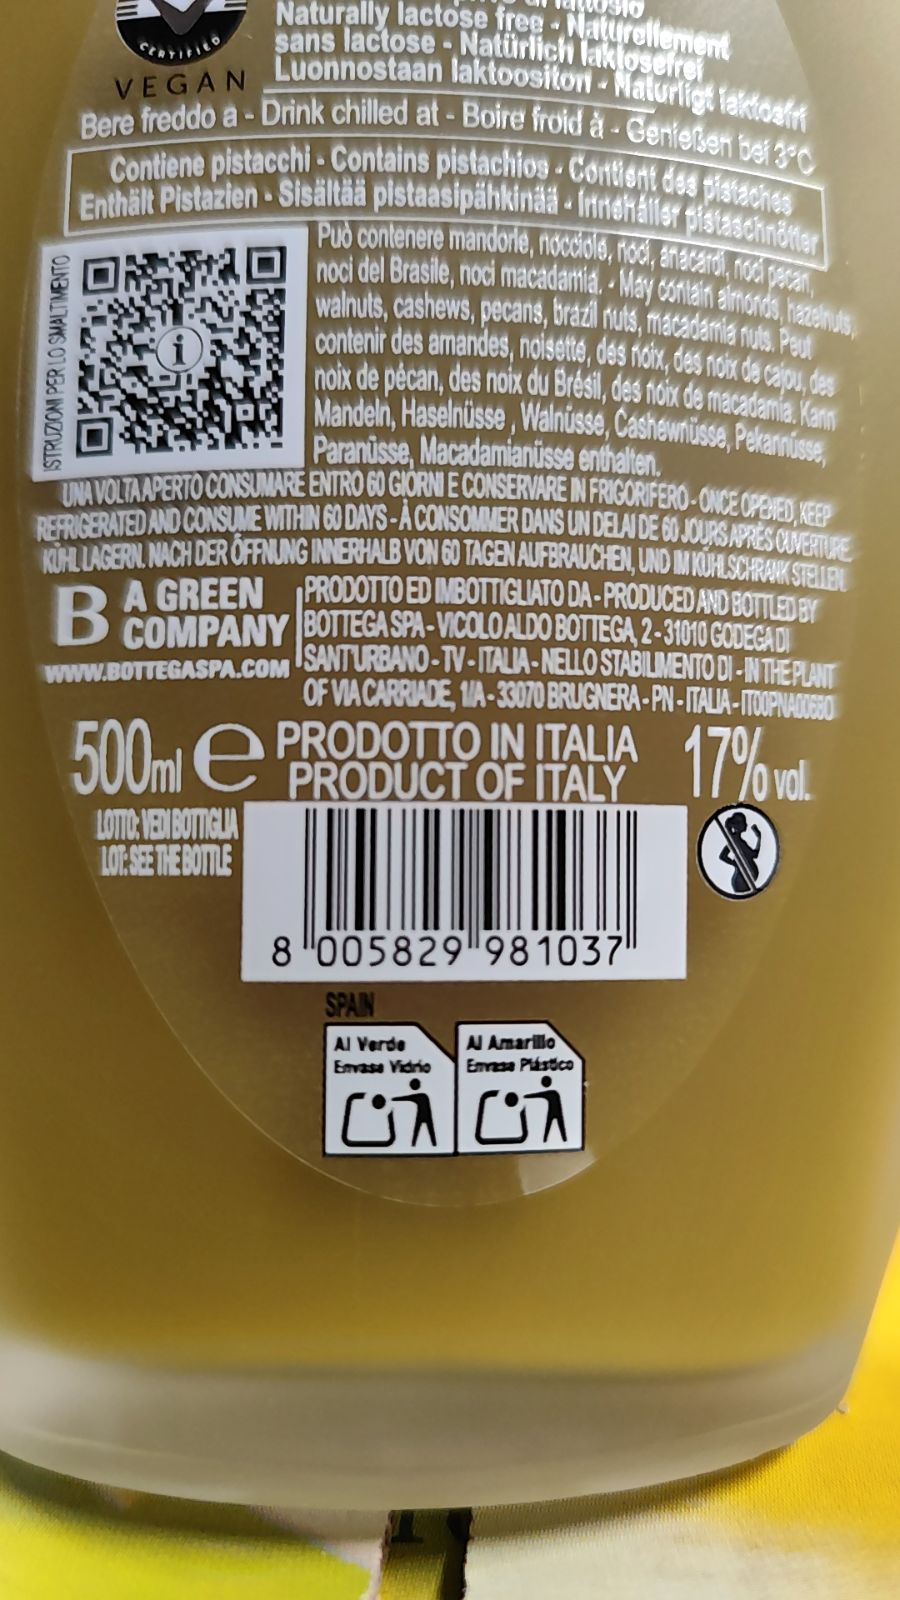 CERTIFIED
VEGAN
Naturally lactose free - Naturellement
sans lactose - Natürlich laktosefrei
Luonnostaan laktoositon - Naturligt laktosfri
Bere freddo a - Drink chilled at - Boire froid à - Genießen bei 3°C
Contiene pistacchi - Contains pistachios - Contient des pistaches
Enthält Pistazien - Sisältää pistaasipähkinää - Innehåller pistaschnötter
ISTRUZIONI PER LO SMALTIMENTO
i
Può contenere mandorle, nocciole, noci, anacardi, noci pecan,
noci del Brasile, noci macadamia, - May contain almonds, hazelnuts,
walnuts, cashews, pecans, brazil nuts, macadamia nuts. Peut
contenir des amandes, noisette, des noix, des noix de cajou, des
noix de pécan, des noix du Brésil, des noix de macadamia. Kann
Mandeln, Haselnüsse , Walnüsse, Cashewnüsse, Pekannüsse,
Paranüsse, Macadamianüsse enthalten.
UNA VOLTA APERTO CONSUMARE ENTRO 60 GIORNI E CONSERVARE IN FRIGORIFERO - ONCE OPENED, KEEP
REFRIGERATED AND CONSUME WITHIN 60 DAYS - À CONSOMMER DANS UN DELAI DE 60 JOURS APRÈS OUVERTURE
KÜHL LAGERN. NACH DER ÖFFNUNG INNERHALB VON 60 TAGEN AUFBRAUCHEN, UND IM KÜHLSCHRANK STELLEN
B A GREEN
COMPANY
WWW.BOTTEGASPA.COM
PRODOTTO ED IMBOTTIGLIATO DA - PRODUCED AND BOTTLED BY
BOTTEGA SPA - VICOLO ALDO BOTTEGA, 2 - 31010 GODEGA DI
SANT'URBANO - TV - ITALIA - NELLO STABILIMENTO DI - IN THE PLANT
OF VIA CARRIADE, 1/A - 33070 BRUGNERA - PN - ITALIA -
500ml e PRODOTTO IN ITALIA
PRODUCT OF ITALY
17% vol.
LOTTO: VEDI BOTTIGLIA
LOT: SEE THE BOTTLE
8 005829 981037
SPAIN
Al Verde
Envase Vidrio
Al Amarillo
Envase Plástico